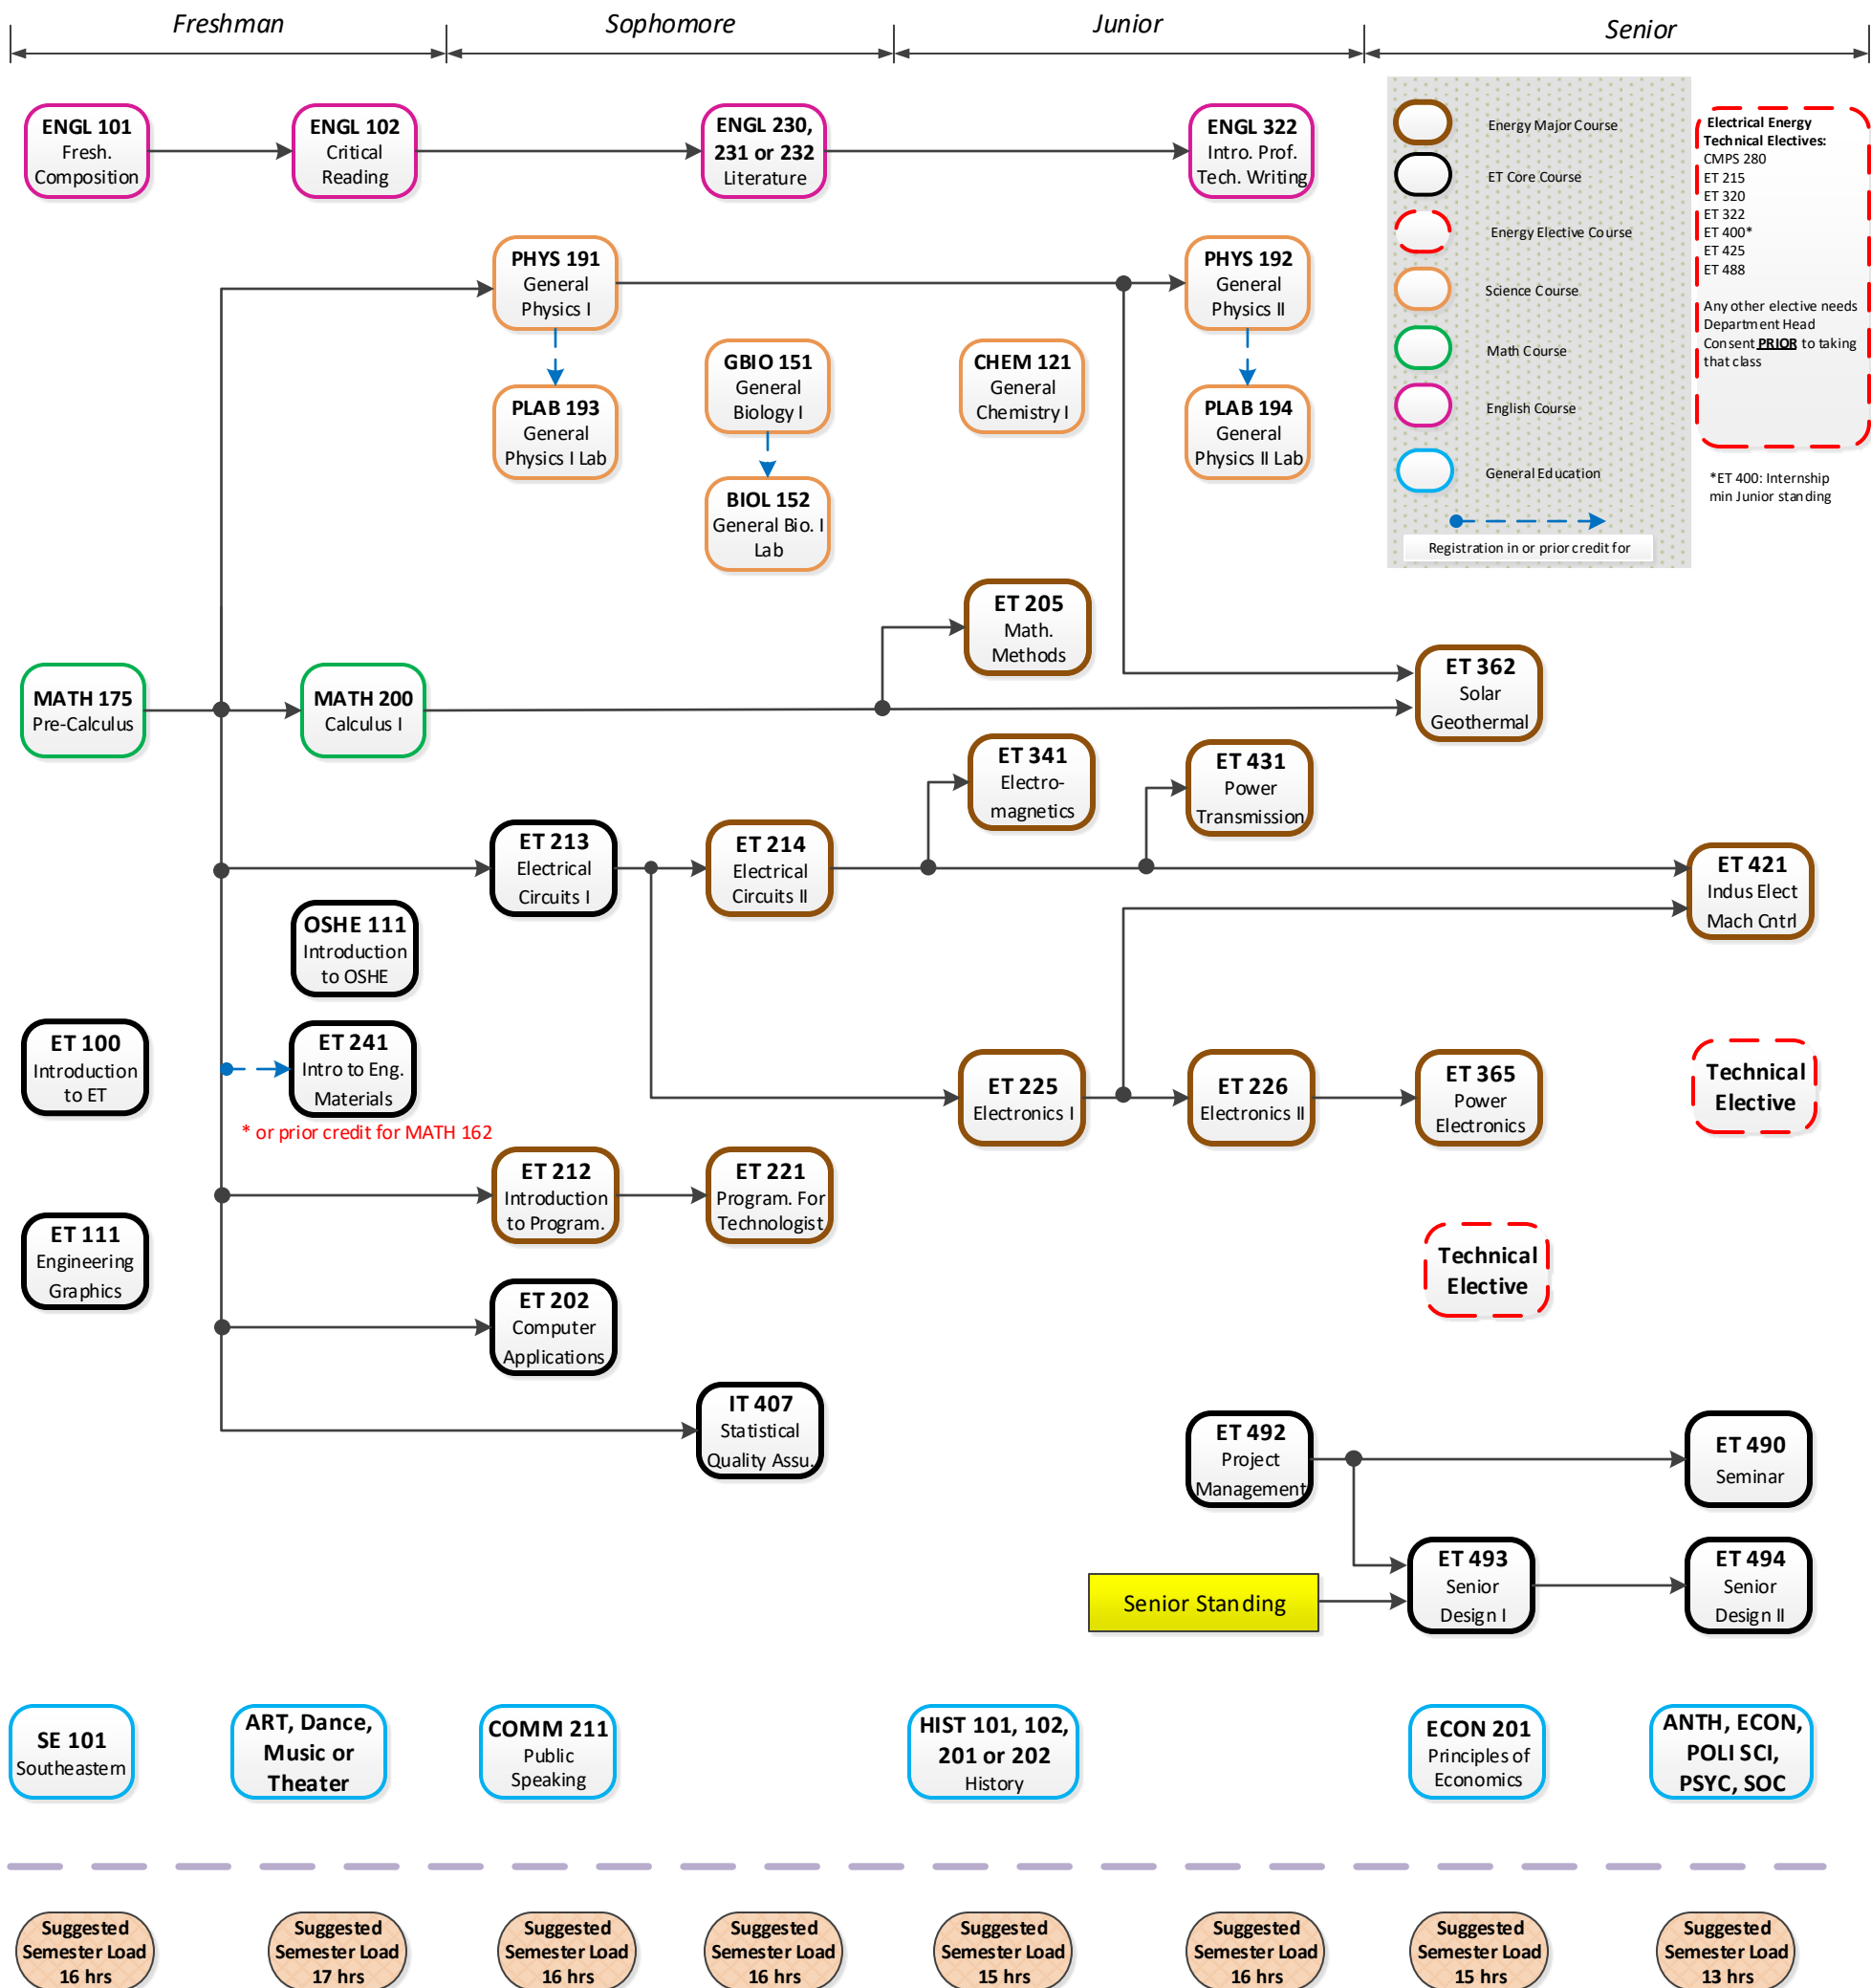 Freshman
Sophomore
Junior
Senior
ENGL 101
Fresh.
Composition
ENGL 102
Critical
Reading
ENGL 230,
231 or 232
Literature
ENGL 322
Intro. Prof.
Tech. Writing
Energy Major Course
ET Core Course
Energy Elective Course
Science Course
Math Course
English Course
General Education
Registration in or prior credit for
Electrical Energy
Technical Electives:
CMPS 280
ET 215
ET 320
ET 322
ET 400*
ET 425
ET 488
Any other elective needs
Department Head
Consent PRIOR to taking
that class
*ET 400: Internship
min Junior standing
PHYS 191
General
Physics I
PHYS 192
General
Physics II
PLAB 193
General
Physics I Lab
GBIO 151
General
Biology I
CHEM 121
General
Chemistry I
PLAB 194
General
Physics II Lab
BIOL 152
General Bio. I
Lab
ET 205
Math.
Methods
MATH 175
Pre-Calculus
MATH 200
Calculus I
ET 362
Solar
Geothermal
ET 341
Electro-
magnetics
ET 431
Power
Transmission
ET 213
Electrical
Circuits I
ET 214
Electrical
Circuits II
ET 421
Indus Elect
Mach Cntrl
OSHE 111
Introduction
to OSHE
ET 100
Introduction
to ET
ET 241
Intro to Eng.
Materials
* or prior credit for MATH 162
ET 225
Electronics I
ET 226
Electronics II
ET 365
Power
Electronics
Technical
Elective
ET 212
Introduction
to Program.
ET 221
Program. For
Technologist
ET 111
Engineering
Graphics
Technical
Elective
ET 202
Computer
Applications
IT 407
Statistical
Quality Assu.
ET 492
Project
Management
ET 490
Seminar
Senior Standing
ET 493
Senior
Design I
ET 494
Senior
Design II
SE 101
Southeastern
ART, Dance,
Music or
Theater
COMM 211
Public
Speaking
HIST 101, 102,
201 or 202
History
ECON 201
Principles of
Economics
ANTH, ECON,
POLI SCI,
PSYC, SOC
Suggested
Semester Load
16 hrs
Suggested
Semester Load
17 hrs
Suggested
Semester Load
16 hrs
Suggested
Semester Load
16 hrs
Suggested
Semester Load
15 hrs
Suggested
Semester Load
16 hrs
Suggested
Semester Load
15 hrs
Suggested
Semester Load
13 hrs